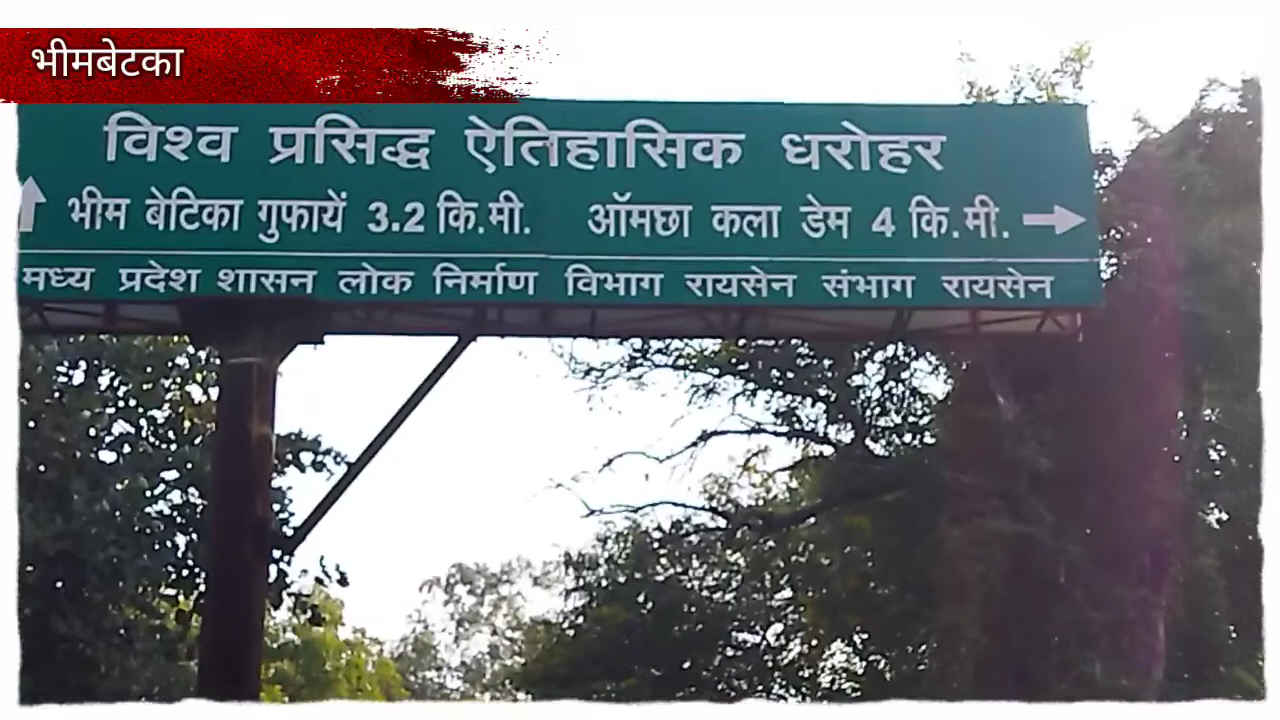 भीमबेटका
विश्व प्रसिद्ध ऐतिहासिक धरोहर
भीम बेटिका गुफायें 3.2 कि.मी. ऑमछा कला डेम 4 कि.मी.
मध्य प्रदेश शासन लोक निर्माण विभाग रायसेन संभाग रायसेन